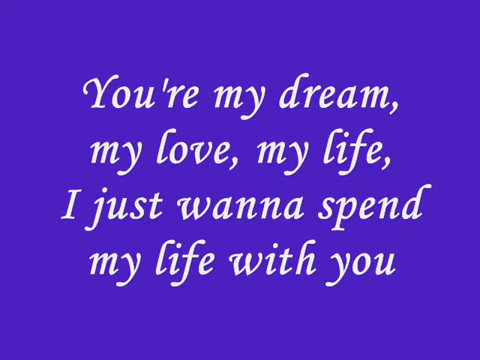 You're my dream,
my love, my life,
I just wanna spend
my life with you